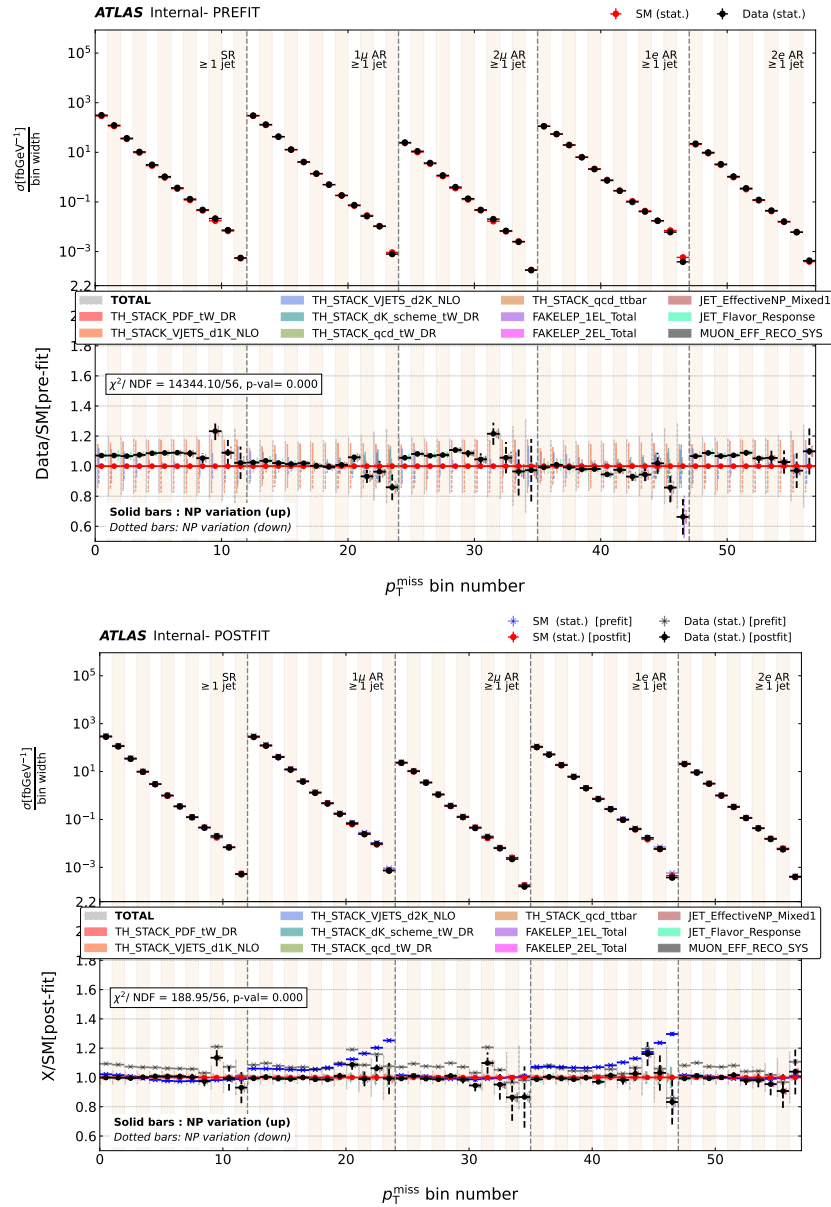 ATLAS Internal- PREFIT
SM (stat.) Data (stat.)
SR
≥ 1 jet
1μ AR
≥ 1 jet
2μ AR
≥ 1 jet
1e AR
≥ 1 jet
2e AR
≥ 1 jet
10^5
10^3
10^1
10^−1
10^−3
σ[fbGeV^−1]
bin width
2.2
TOTAL TH_STACK_VJETS_d2K_NLO TH_STACK_qcd_ttbar JET_EffectiveNP_Mixed1
TH_STACK_PDF_tW_DR TH_STACK_dK_scheme_tW_DR FAKELEP_1EL_Total JET_Flavor_Response
TH_STACK_VJETS_d1K_NLO TH_STACK_qcd_tW_DR FAKELEP_2EL_Total MUON_EFF_RECO_SYS
1.8
1.6
1.4
1.2
1.0
0.8
0.6
Data/SM[pre-fit]
χ²/ NDF = 14344.10/56, p-val= 0.000
Solid bars : NP variation (up)
Dotted bars: NP variation (down)
0 10 20 30 40 50
p_T^miss bin number
ATLAS Internal- POSTFIT
SM (stat.) [prefit] Data (stat.) [prefit]
SM (stat.) [postfit] Data (stat.) [postfit]
SR
≥ 1 jet
1μ AR
≥ 1 jet
2μ AR
≥ 1 jet
1e AR
≥ 1 jet
2e AR
≥ 1 jet
10^5
10^3
10^1
10^−1
10^−3
σ[fbGeV^−1]
bin width
2.2
TOTAL TH_STACK_VJETS_d2K_NLO TH_STACK_qcd_ttbar JET_EffectiveNP_Mixed1
TH_STACK_PDF_tW_DR TH_STACK_dK_scheme_tW_DR FAKELEP_1EL_Total JET_Flavor_Response
TH_STACK_VJETS_d1K_NLO TH_STACK_qcd_tW_DR FAKELEP_2EL_Total MUON_EFF_RECO_SYS
1.8
1.6
1.4
1.2
1.0
0.8
0.6
X/SM[post-fit]
χ²/ NDF = 188.95/56, p-val= 0.000
Solid bars : NP variation (up)
Dotted bars: NP variation (down)
0 10 20 30 40 50
p_T^miss bin number